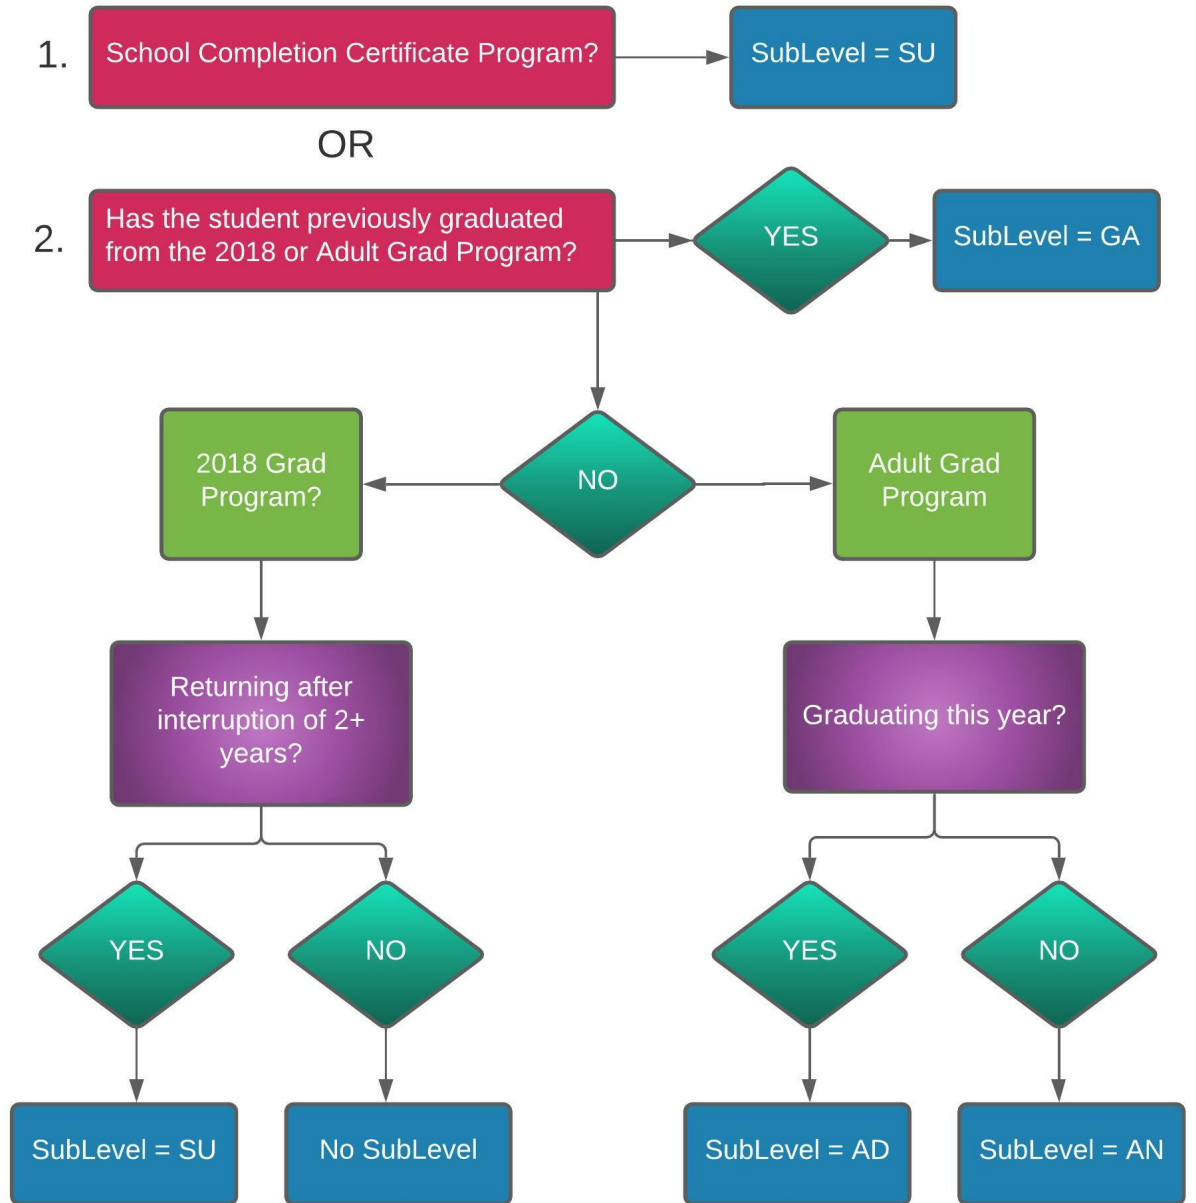 1.
School Completion Certificate Program?
SubLevel = SU
OR
2.
Has the student previously graduated
from the 2018 or Adult Grad Program?
YES
SubLevel = GA
NO
2018 Grad
Program?
Adult Grad
Program
Returning after
interruption of 2+
years?
Graduating this year?
YES
NO
YES
NO
SubLevel = SU
No SubLevel
SubLevel = AD
SubLevel = AN